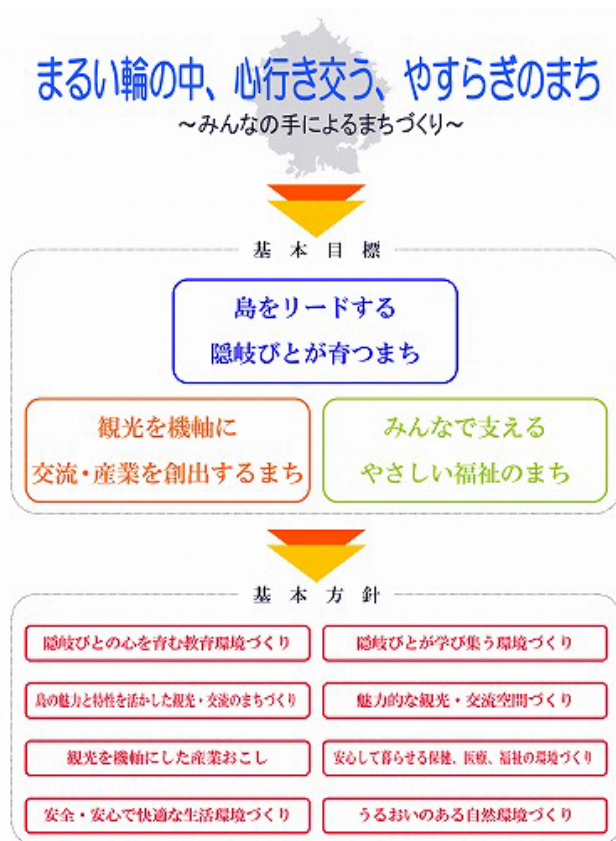 まるい輪の中、心行き交う、やすらぎのまち
～みんなの手によるまちづくり～
基本目標
島をリードする
隠岐びとが育つまち
観光を機軸に
交流・産業を創出するまち
みんなで支える
やさしい福祉のまち
基本方針
隠岐びとの心を育む教育環境づくり
隠岐びとが学び集う環境づくり
島の魅力と特性を活かした観光・交流のまちづくり
魅力的な観光・交流空間づくり
観光を機軸にした産業おこし
安心して暮らせる保健、医療、福祉の環境づくり
安全・安心で快適な生活環境づくり
うるおいのある自然環境づくり